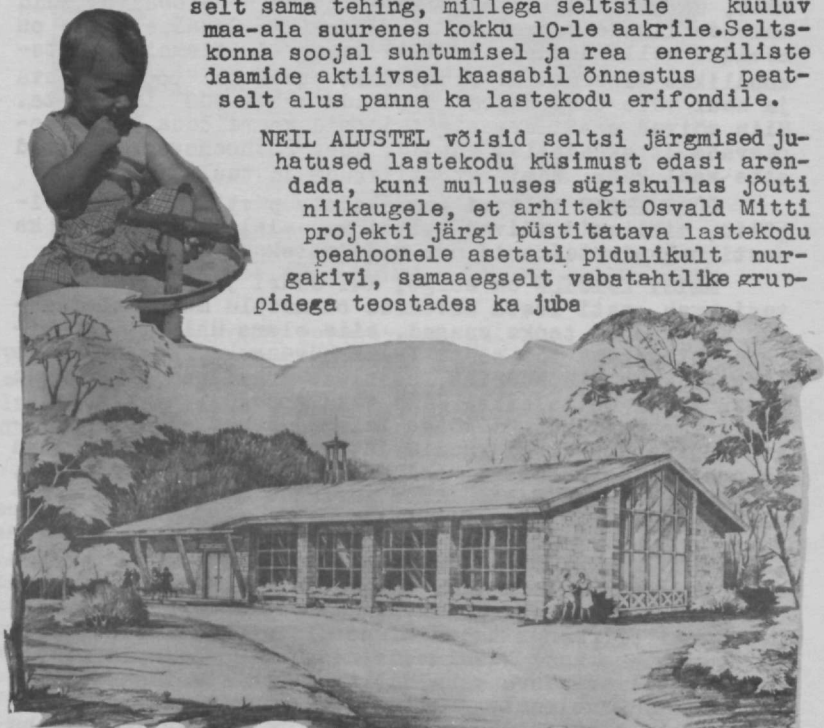 selt sama tehing, millega seltsile kuuluv
maa-ala suurenes kokku 10-le aakrile.Selts-
konna soojal suhtumisel ja rea energiliste
daamide aktiivsel kaasabil õnnestus peat-
selt alus panna ka lastekodu erifondile.
NEIL ALUSTEL võisid seltsi järgmised ju-
hatused lastekodu küsimust edasi aren-
dada, kuni mulluses sügiskullas jõuti
niikaugele, et arhitekt Osvald Mitti
projekti järgi püstitatava lastekodu
peahoonele asetati pidulikult nur-
gakivi, samaaegselt vabatahtlike grup-
pidega teostades ka juba